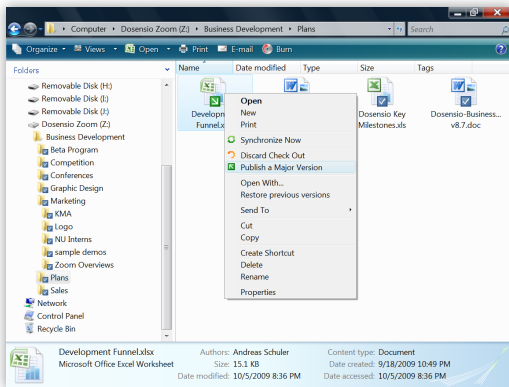 Computer
Dosensio Zoom (Z:)
Business Development
Plans
Search
Organize
Views
Open
Print
E-mail
Burn
Folders
Name
Date modified
Type
Size
Tags
Removable Disk (H:)
Removable Disk (I:)
Removable Disk (J:)
Dosensio Zoom (Z:)
Business Development
Beta Program
Competition
Conferences
Graphic Design
Marketing
KMA
Logo
NU Interns
sample demos
Zoom Overviews
Plans
Sales
Network
Control Panel
Recycle Bin
Developm
Funnel.x
Dosensio Key
Milestones.xls
Dosensio-Business...
v8.7.doc
Open
New
Print
Synchronize Now
Discard Check Out
Publish a Major Version
Open With...
Restore previous versions
Send To
Cut
Copy
Create Shortcut
Delete
Rename
Properties
Development Funnel.xlsx
Microsoft Office Excel Worksheet
Authors: Andreas Schuler
Size: 15.1 KB
Date modified: 10/5/2009 8:36 PM
Content type: Document
Date created: 9/18/2009 10:49 PM
Date accessed: 10/5/2009 8:36 PM